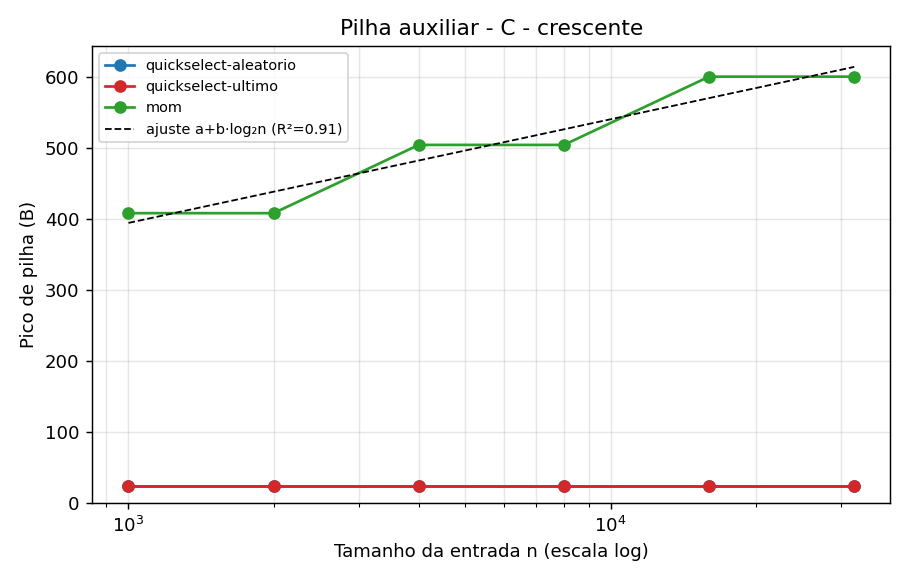 Pilha auxiliar - C - crescente
quickselect-aleatorio
quickselect-ultimo
mom
ajuste a+b·log₂n (R²=0.91)
Pico de pilha (B)
600
500
400
300
200
100
0
10³
10⁴
Tamanho da entrada n (escala log)